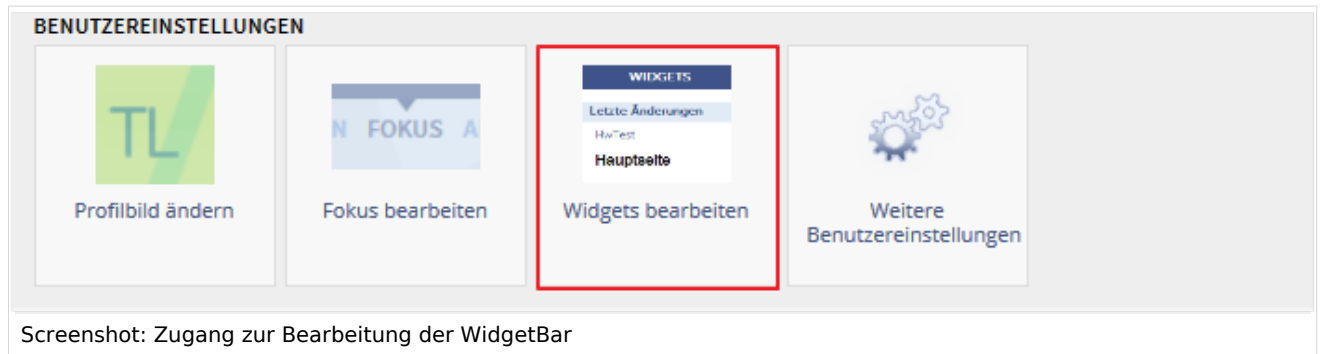 BENUTZEREINSTELLUNGEN
TL
N FOKUS A
WIDGETS
Letzte Änderungen
HwTest
Hauptseite
Profilbild ändern
Fokus bearbeiten
Widgets bearbeiten
Weitere
Benutzereinstellungen
Screenshot: Zugang zur Bearbeitung der WidgetBar